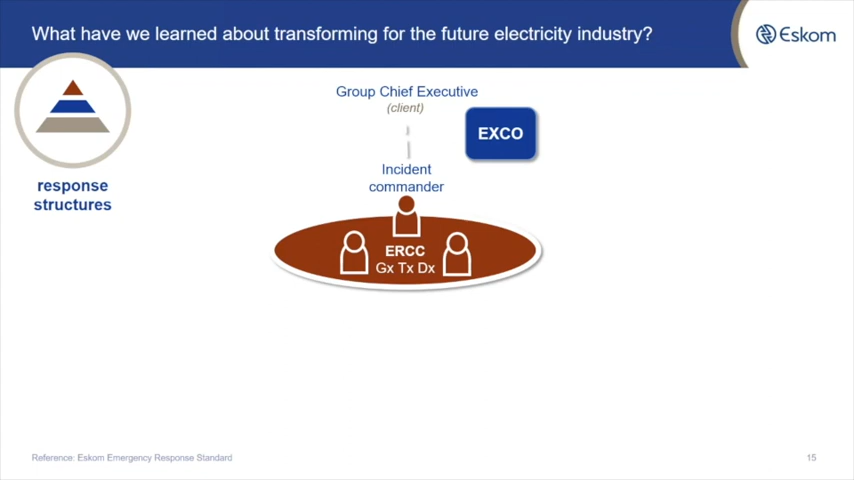 What have we learned about transforming for the future electricity industry?
Eskom
response
structures
Group Chief Executive
(client)
EXCO
Incident
commander
ERCC
Gx Tx Dx
Reference: Eskom Emergency Response Standard
15